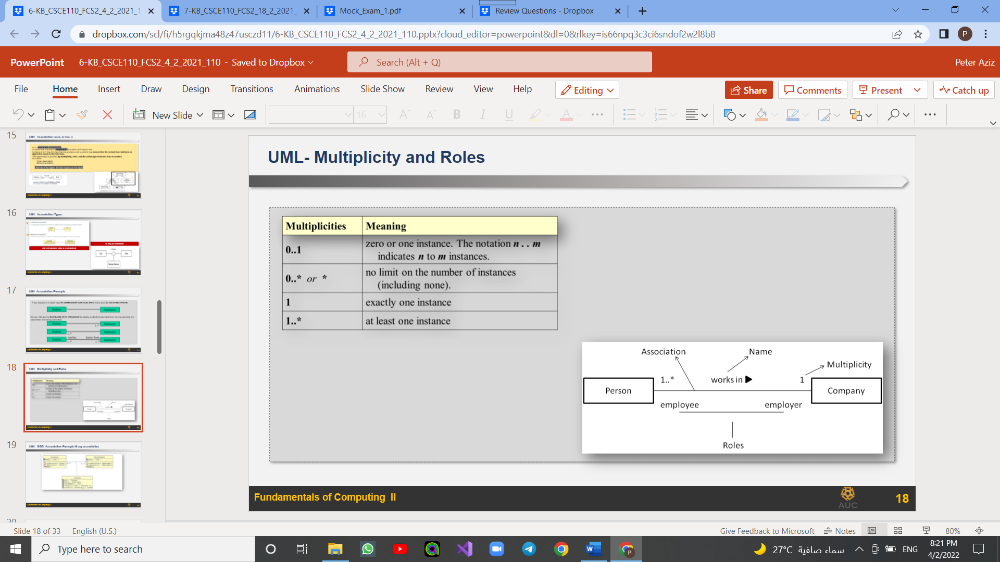 6-KB_CSCE110_FCS2_4_2_2021_1
7-KB_CSCE110_FCS2_18_2_2021_
Mock_Exam_1.pdf
Review Questions - Dropbox
dropbox.com/scl/fi/h5rgqkjma48z47usczd11/6-KB_CSCE110_FCS2_4_2_2021_110.pptx?cloud_editor=powerpoint&dl=0&rlkey=is66npq3c3ci6sndof2w2l8b8
P
PowerPoint 6-KB_CSCE110_FCS2_4_2_2021_110 - Saved to Dropbox
Search (Alt + Q)
Peter Aziz
File Home Insert Draw Design Transitions Animations Slide Show Review View Help
Editing
Share
Comments
Present
Catch up
New Slide
16
15
16
17
18
19
20
UML- Multiplicity and Roles
Multiplicities Meaning
0..1 zero or one instance. The notation n . . m
indicates n to m instances.
0..* or * no limit on the number of instances
(including none).
1 exactly one instance
1..* at least one instance
Association Name
Multiplicity
1..* works in ▶ 1
Person Company
employee employer
Roles
Fundamentals of Computing II
AUC
18
Slide 18 of 33 English (U.S.)
Give Feedback to Microsoft Notes 80%
Type here to search
27°C سماء صافية
ENG
8:21 PM
4/2/2022